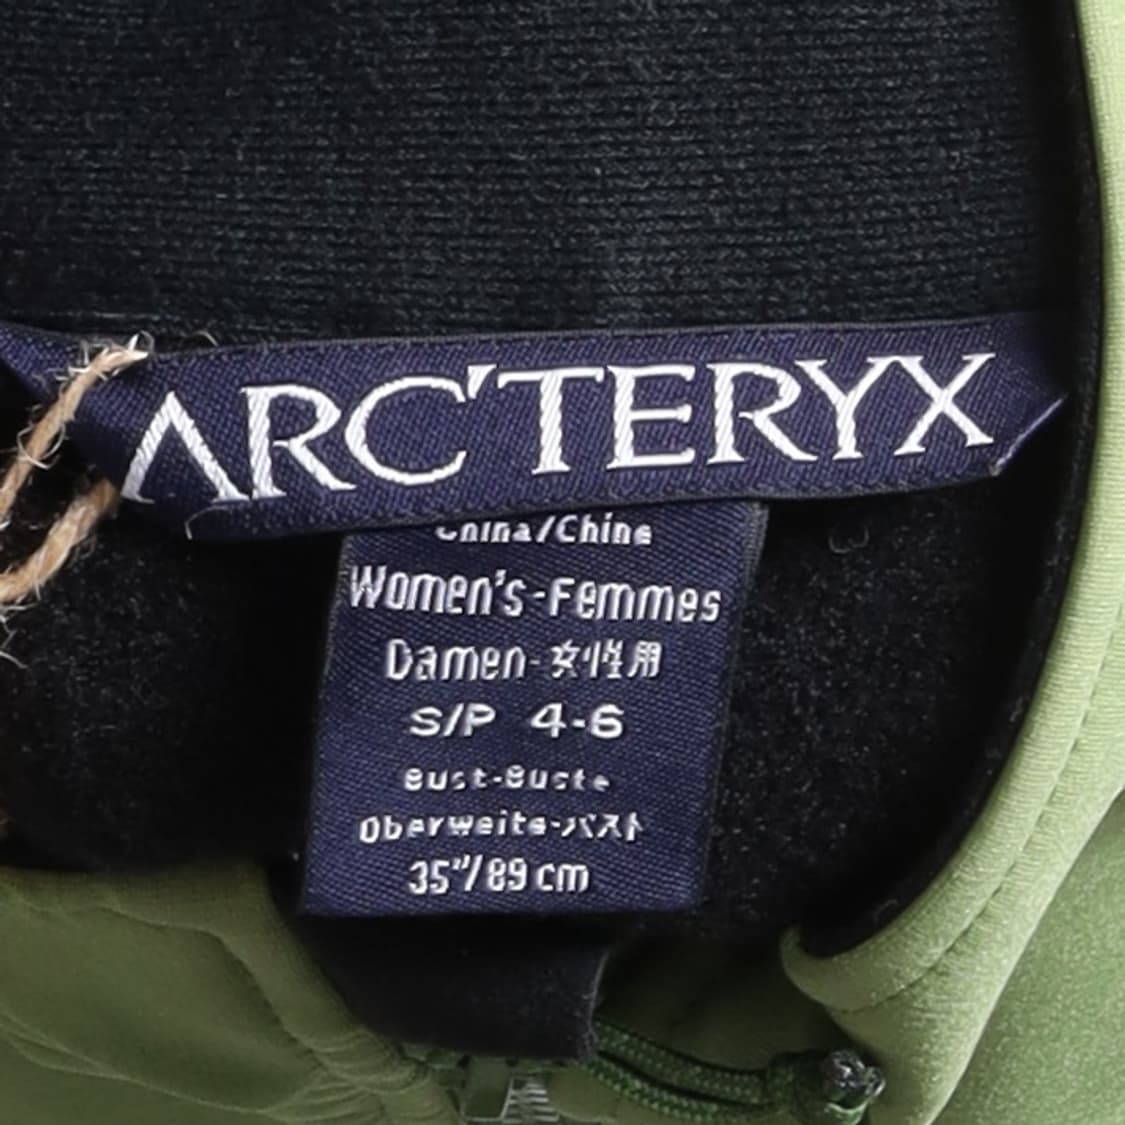 ARC'TERYX
China/Chine
Women's-Femmes
Damen-女性用
S/P 4-6
Bust-Buste
Oberweite-バスト
35"/89 cm